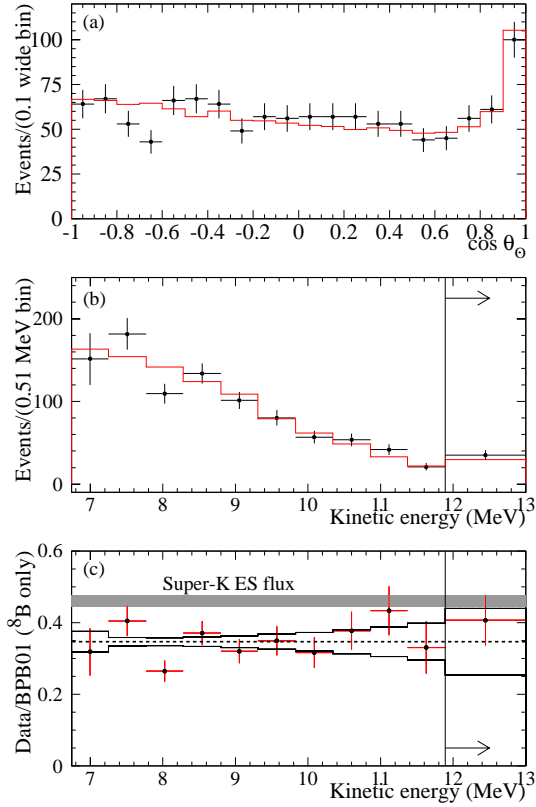 (a)
Events/(0.1 wide bin)
100
75
50
25
0
-1 -0.8 -0.6 -0.4 -0.2 0 0.2 0.4 0.6 0.8 1
cos θ⊙
(b)
Events/(0.51 MeV bin)
200
100
0
7 8 9 10 11 12 13
Kinetic energy (MeV)
(c)
Super-K ES flux
Data/BPB01 (⁸B only)
0.6
0.4
0.2
0
7 8 9 10 11 12 13
Kinetic energy (MeV)